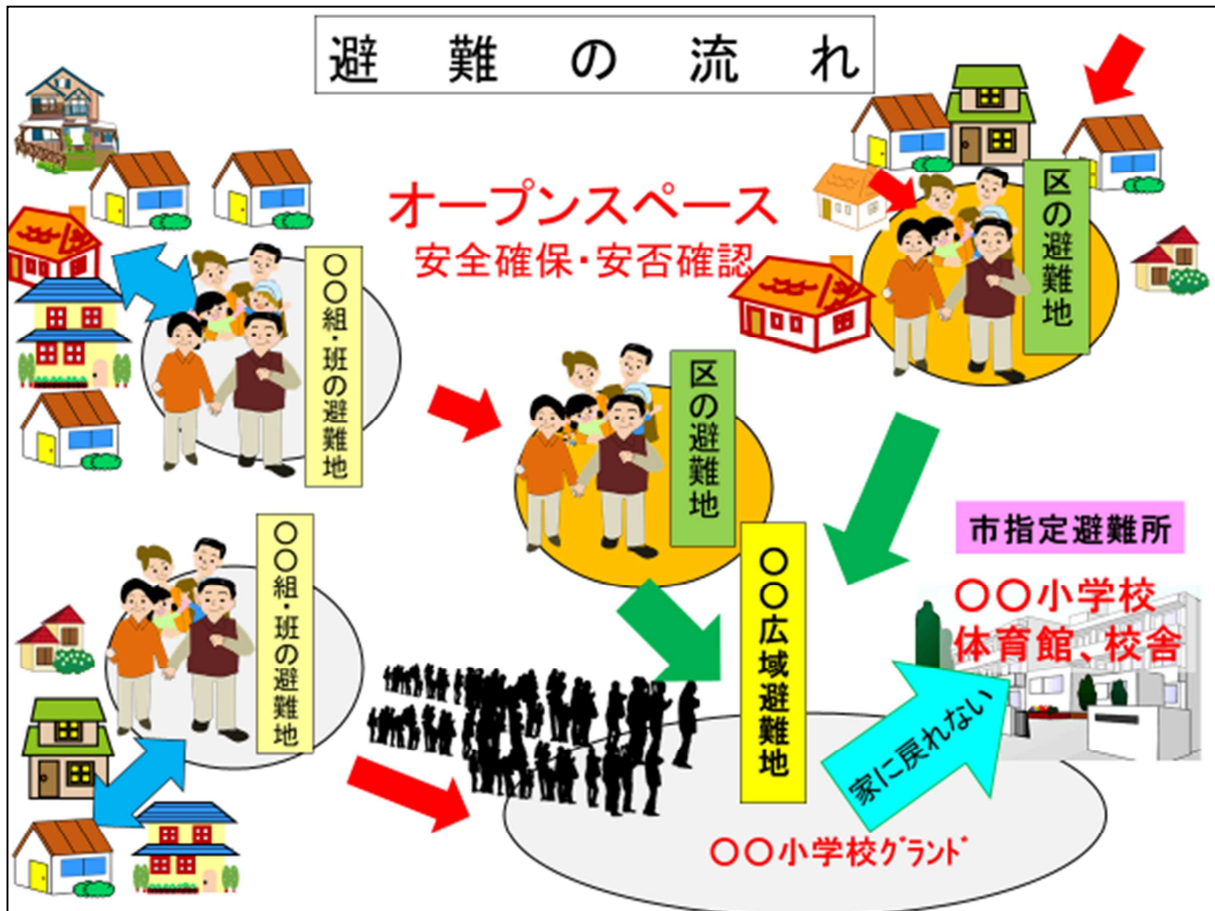 避難の流れ
オープンスペース
安全確保・安否確認
区の避難地
〇〇組・班の避難地
区の避難地
市指定避難所
〇〇小学校
体育館、校舎
〇〇組・班の避難地
〇〇広域避難地
家に戻れない
〇〇小学校ｸﾞﾗﾝﾄﾞ